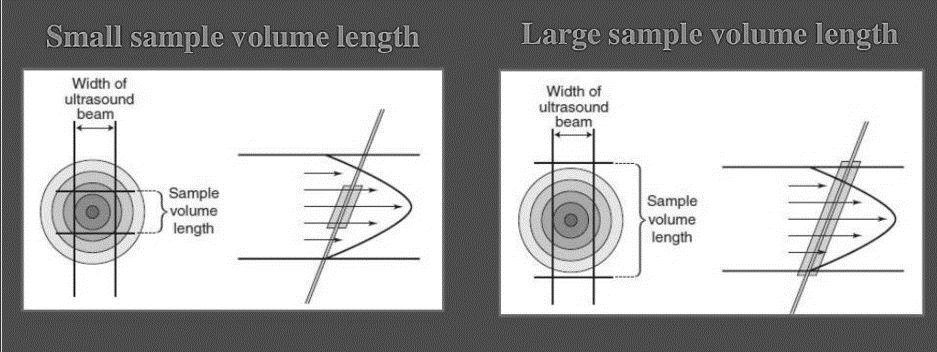 Small sample volume length
Large sample volume length
Width of
ultrasound
beam
Sample
volume
length
Width of
ultrasound
beam
Sample
volume
length